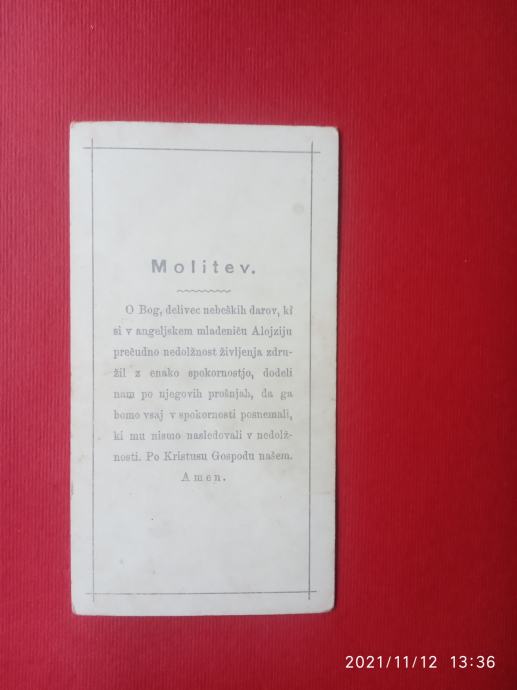 Molitev.
O Bog, delivec nebeških darov, ki
si v angeljskem mladeniču Alojziju
prečudno nedolžnost življenja zdru-
žil z enako spokornostjo, dodeli
nam po njegovih prošnjah, da ga
bomo vsaj v spokornosti posnemali,
ki mu nismo nasledovali v nedolž-
nosti. Po Kristusu Gospodu našem.
Amen.
2021/11/12 13:36